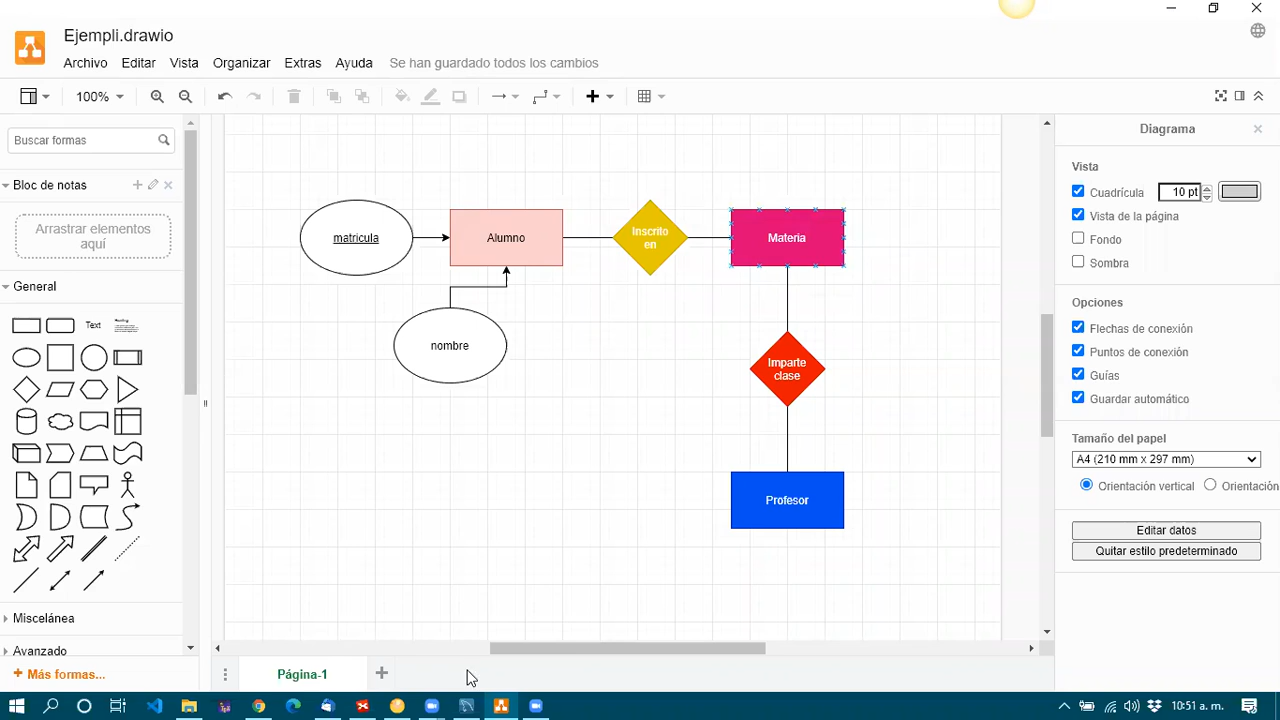 Ejempli.drawio
Archivo Editar Vista Organizar Extras Ayuda Se han guardado todos los cambios
100%
Buscar formas
Bloc de notas
Arrastrar elementos
aquí
General
Text
Heading
Miscelánea
Avanzado
Más formas...
matricula
Alumno
Inscrito
en
Materia
nombre
Imparte
clase
Profesor
Página-1
Diagrama
Vista
Cuadrícula
10 pt
Vista de la página
Fondo
Sombra
Opciones
Flechas de conexión
Puntos de conexión
Guías
Guardar automático
Tamaño del papel
A4 (210 mm x 297 mm)
Orientación vertical
Orientación
Editar datos
Quitar estilo predeterminado
10:51 a. m.